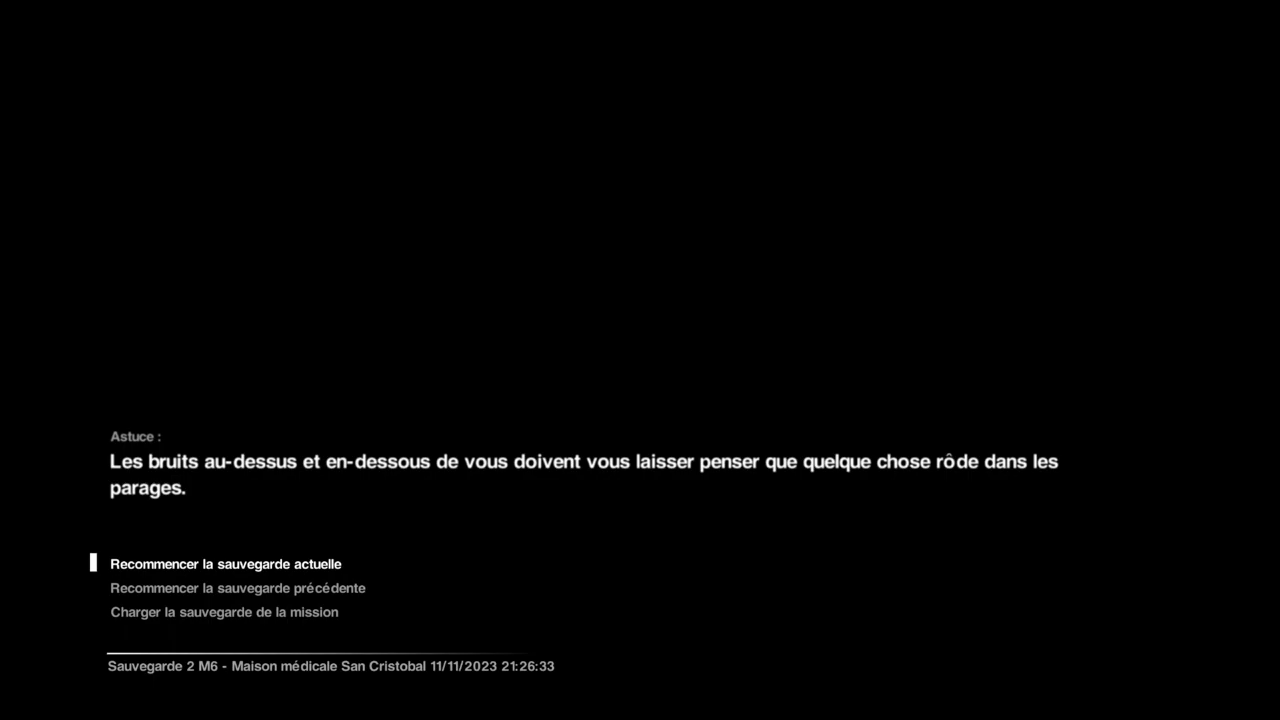 Astuce :
Les bruits au-dessus et en-dessous de vous doivent vous laisser penser que quelque chose rôde dans les
parages.
Recommencer la sauvegarde actuelle
Recommencer la sauvegarde précédente
Charger la sauvegarde de la mission
Sauvegarde 2 M6 - Maison médicale San Cristobal 11/11/2023 21:26:33